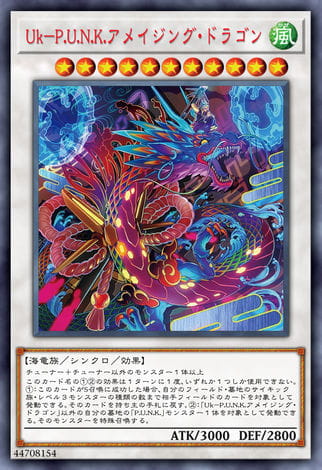 Uk－P.U.N.K.アメイジング・ドラゴン
風
【海竜族／シンクロ／効果】
チューナー＋チューナー以外のモンスター１体以上
このカード名の①②の効果は１ターンに１度、いずれか１つしか使用できない。
①：このカードがS召喚に成功した場合、自分のフィールド・墓地のサイキック
族・レベル３モンスターの種類の数まで相手フィールドのカードを対象として
発動できる。そのカードを持ち主の手札に戻す。②：「Uk－P.U.N.K.アメイジング・
ドラゴン」以外の自分の墓地の「P.U.N.K.」モンスター１体を対象として発動でき
る。そのモンスターを特殊召喚する。
ATK/3000 DEF/2800
44708154